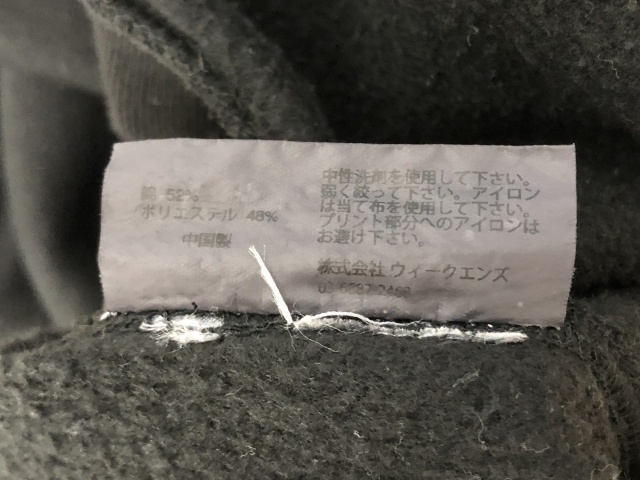 綿 52%
ポリエステル 48%
中国製
中性洗剤を使用して下さい。
弱く絞って下さい。アイロン
は当て布を使用して下さい。
プリント部分へのアイロンは
お避け下さい。
株式会社 ウィークエンズ